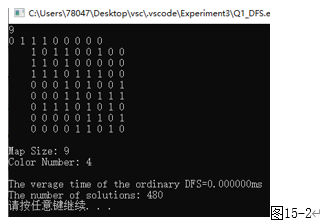 C:\Users\78047\Desktop\vsc\.vscode\Experiment3\Q1_DFS.e
9
0 1 1 1 0 0 0 0 0
1 0 1 1 0 0 1 0 0
1 1 0 1 0 0 0 0 0
1 1 1 0 1 1 1 0 0
0 0 0 1 0 1 0 0 1
0 0 0 1 1 0 1 1 1
0 1 1 1 0 1 0 1 0
0 0 0 0 0 1 1 0 1
0 0 0 0 1 1 0 1 0
Map Size: 9
Color Number: 4
The verage time of the ordinary DFS=0.000000ms
The number of solutions: 480
请按任意键继续. . .
图15-2